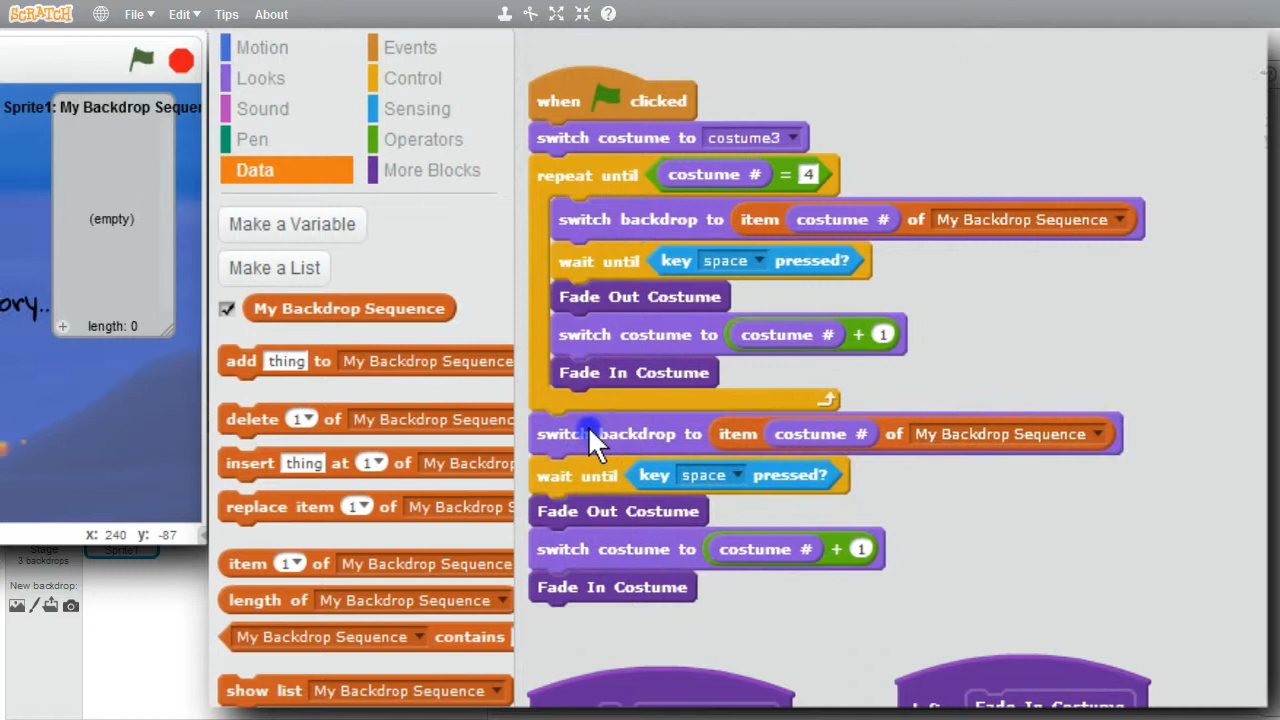 SCRATCH File Edit Tips About
Sprite1: My Backdrop Sequen
(empty)
ory..
length: 0
x: 240 y: -87
Stage
3 backdrops
Sprite1
New backdrop:
Motion
Looks
Sound
Pen
Data
Events
Control
Sensing
Operators
More Blocks
Make a Variable
Make a List
My Backdrop Sequence
add thing to My Backdrop Sequence
delete 1 of My Backdrop Sequenc
insert thing at 1 of My Backd
replace item 1 of My Backdro
item 1 of My Backdrop Sequenc
length of My Backdrop Sequence
My Backdrop Sequence contains
show list My Backdrop Sequence
when clicked
switch costume to costume3
repeat until costume # = 4
switch backdrop to item costume # of My Backdrop Sequence
wait until key space pressed?
Fade Out Costume
switch costume to costume # + 1
Fade In Costume
switch backdrop to item costume # of My Backdrop Sequence
wait until key space pressed?
Fade Out Costume
switch costume to costume # + 1
Fade In Costume